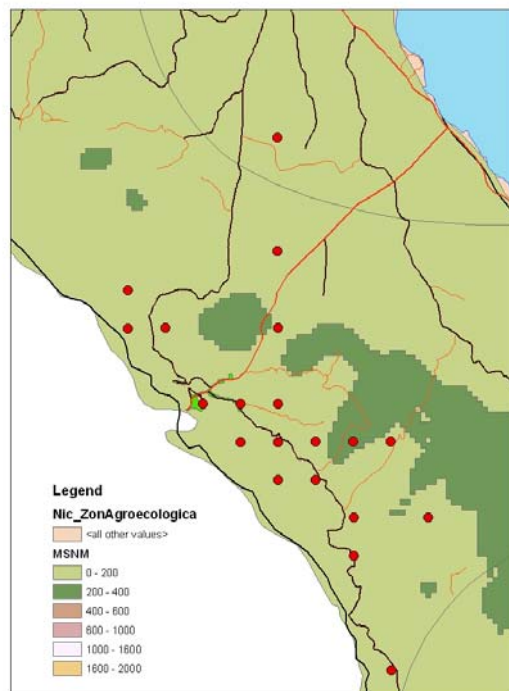 Legend
Nic_ZonAgroecologica
<all other values>
MSNM
0 - 200
200 - 400
400 - 600
600 - 1000
1000 - 1600
1600 - 2000